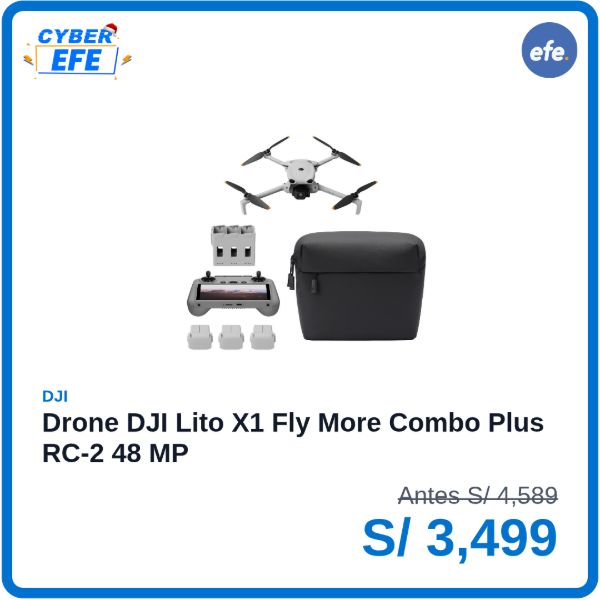 CYBER
EFE
efe.
DJI
Drone DJI Lito X1 Fly More Combo Plus
RC-2 48 MP
Antes S/ 4,589
S/ 3,499